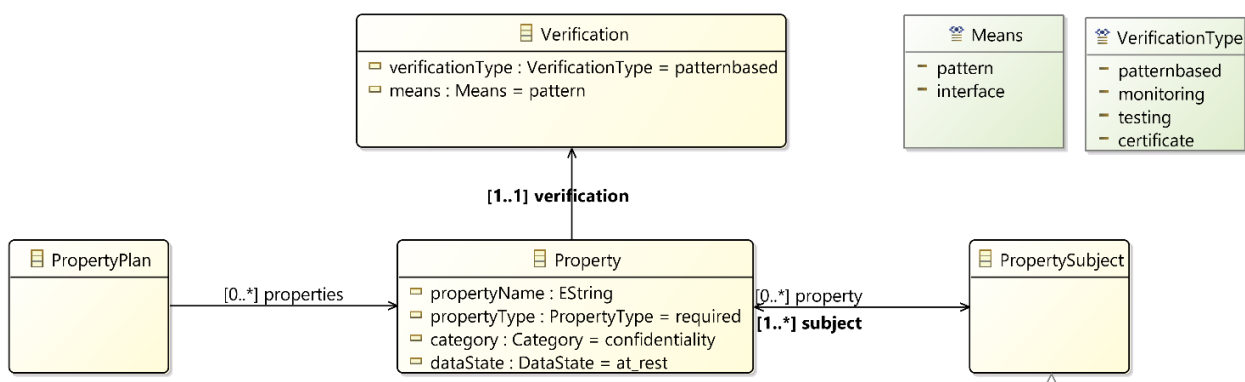 Verification
verificationType : VerificationType = patternbased
means : Means = pattern
Means
pattern
interface
VerificationType
patternbased
monitoring
testing
certificate
[1..1] verification
PropertyPlan
[0..*] properties
Property
propertyName : EString
propertyType : PropertyType = required
category : Category = confidentiality
dataState : DataState = at_rest
[0..*] property
[1..*] subject
PropertySubject